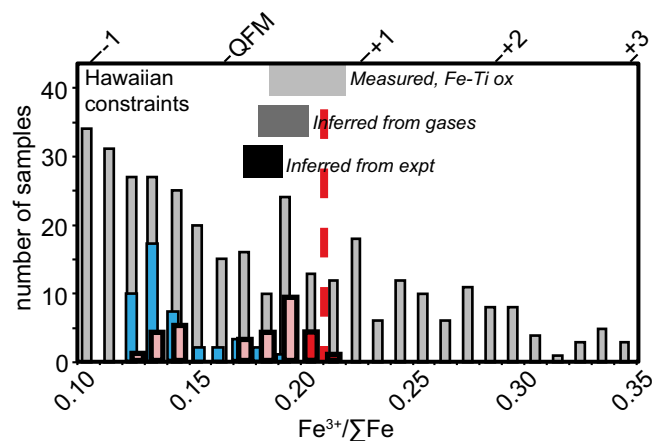 -1
QFM
+1
+2
+3
Hawaiian
constraints
Measured, Fe-Ti ox
Inferred from gases
Inferred from expt
number of samples
40
30
20
10
0
0.10
0.15
0.20
0.25
0.30
0.35
Fe³⁺/∑Fe